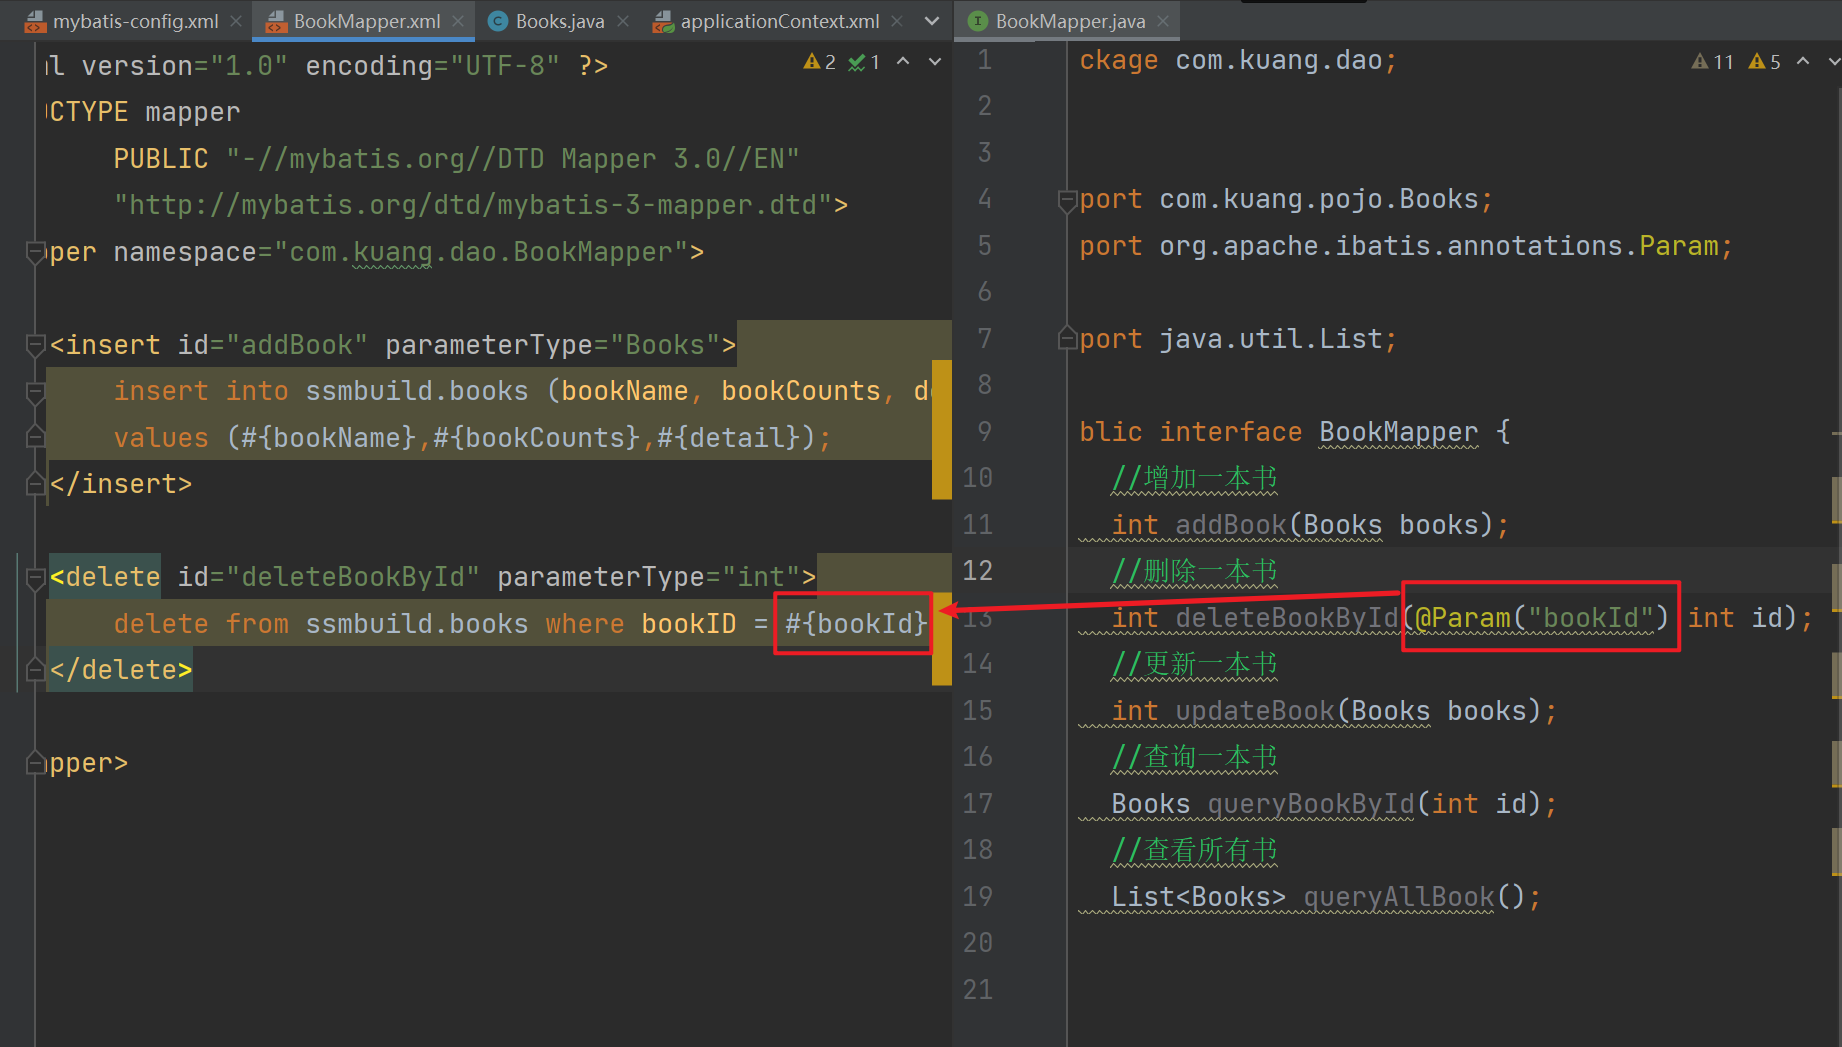 mybatis-config.xml BookMapper.xml Books.java applicationContext.xml
ml version="1.0" encoding="UTF-8" ?>
2 1
OCTYPE mapper
PUBLIC "-//mybatis.org//DTD Mapper 3.0//EN"
"http://mybatis.org/dtd/mybatis-3-mapper.dtd">
pper namespace="com.kuang.dao.BookMapper">
<insert id="addBook" parameterType="Books">
insert into ssmbuild.books (bookName, bookCounts, d
values (#{bookName},#{bookCounts},#{detail});
</insert>
<delete id="deleteBookById" parameterType="int">
delete from ssmbuild.books where bookID = #{bookId}
</delete>
pper>
BookMapper.java
11 5
1 ckage com.kuang.dao;
2
3
4 port com.kuang.pojo.Books;
5 port org.apache.ibatis.annotations.Param;
6
7 port java.util.List;
8
9 blic interface BookMapper {
10 //增加一本书
11 int addBook(Books books);
12 //删除一本书
13 int deleteBookById(@Param("bookId") int id);
14 //更新一本书
15 int updateBook(Books books);
16 //查询一本书
17 Books queryBookById(int id);
18 //查看所有书
19 List<Books> queryAllBook();
20
21